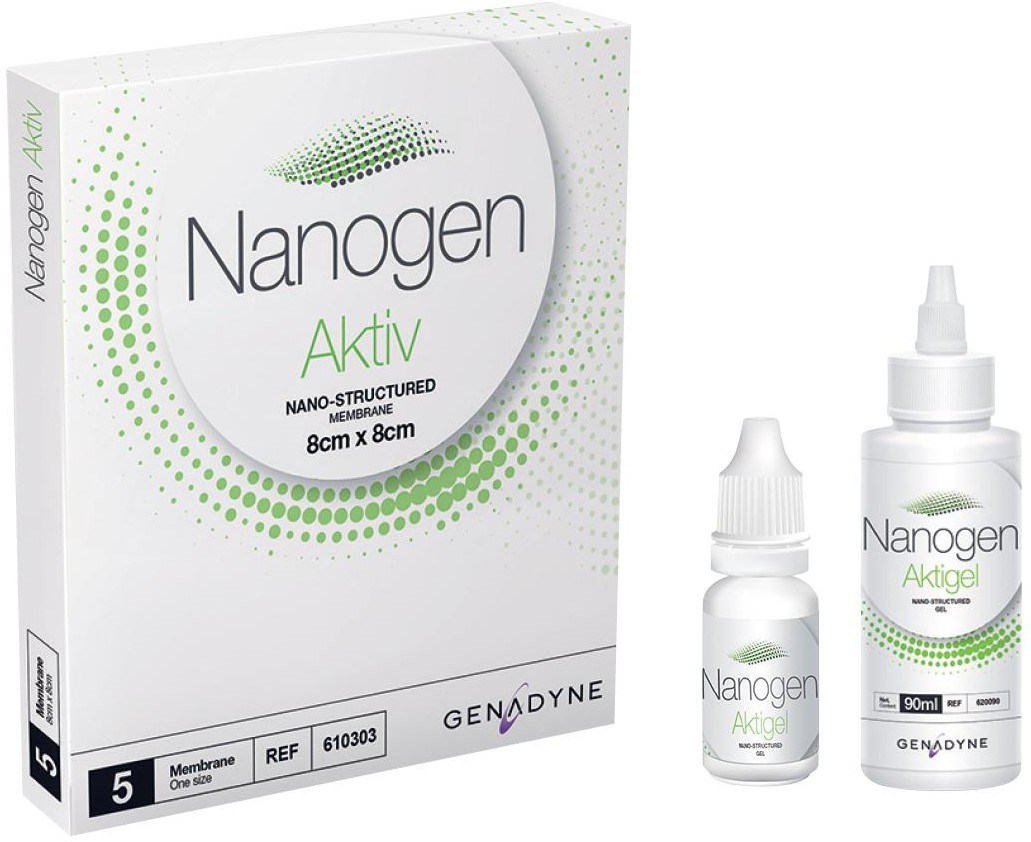 Nanogen Aktiv
Membrane
8cm x 8cm
5
Nanogen
Aktiv
NANO-STRUCTURED
MEMBRANE
8cm x 8cm
5
Membrane
One size
REF
610303
GENADYNE
Nanogen
Aktigel
NANO-STRUCTURED
GEL
Nanogen
Aktigel
NANO-STRUCTURED
GEL
Net.
Content
90ml
REF
620090
GENADYNE